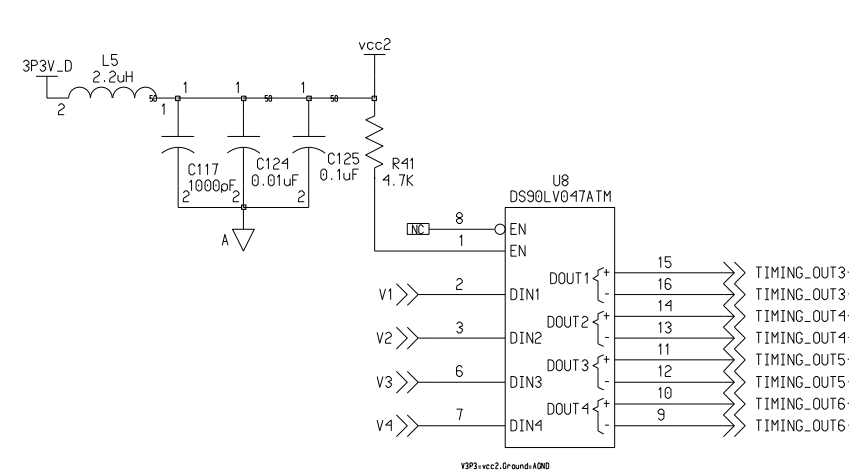 vcc2
3P3V_D
L5
2.2uH
2
50
1
1
1
50
1
50
C117
1000pF
2
C124
0.01uF
2
C125
0.1uF
2
R41
4.7K
A
U8
DS90LV047ATM
NC
8
EN
1
EN
V1
2
DIN1
V2
3
DIN2
V3
6
DIN3
V4
7
DIN4
DOUT1
+
-
DOUT2
+
-
DOUT3
+
-
DOUT4
+
-
15
TIMING_OUT3
16
TIMING_OUT3
14
TIMING_OUT4
13
TIMING_OUT4
11
TIMING_OUT5
12
TIMING_OUT5
10
TIMING_OUT6
9
TIMING_OUT6
V3P3=vcc2,Ground=AGND